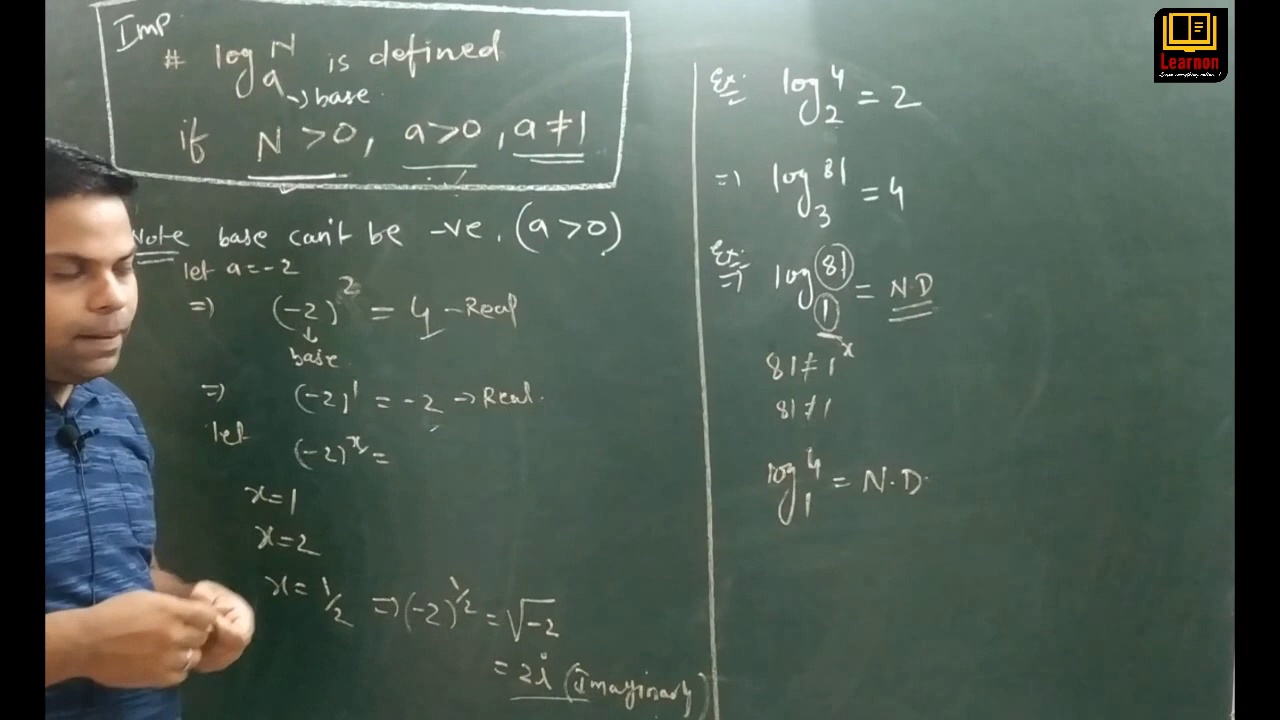 Imp
# log_a^N is defined
→ base
if N > 0, a > 0, a ≠ 1
Note base can't be -ve. (a > 0)
let a = -2
⇒ (-2)^2 = 4 - Real
↓
base
⇒ (-2)^1 = -2 → Real.
let
(-2)^x =
x = 1
x = 2
x = 1/2 ⇒ (-2)^1/2 = √-2
= 2i (Imaginary)
Ex: log_2^4 = 2
⇒ log_3^81 = 4
Ex: ⇒ log_1^81 = N.D
81 ≠ 1^x
81 ≠ 1
log_1^4 = N.D.
Learnon